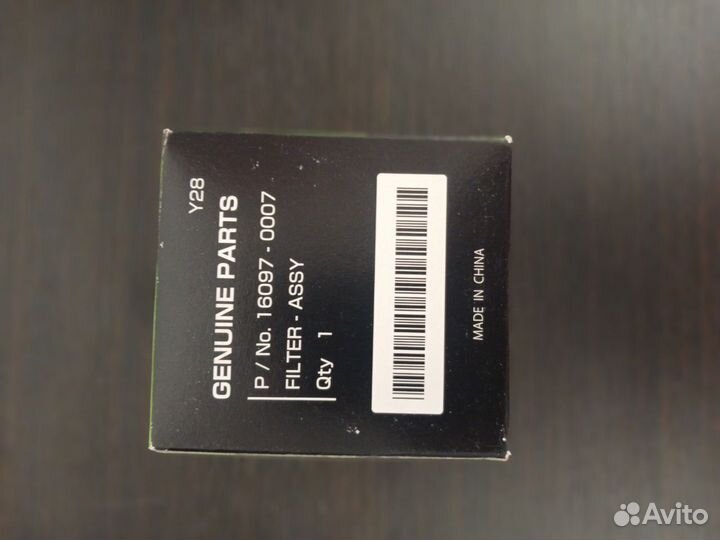 Y28
GENUINE PARTS
P / No. 16097 - 0007
FILTER - ASSY
Qty 1
MADE IN CHINA
Avito